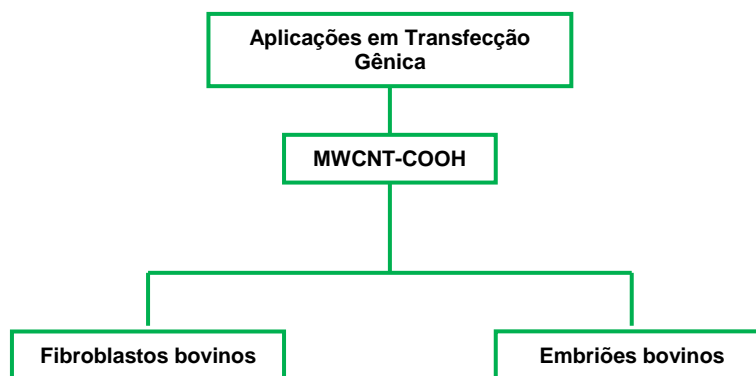 Aplicações em Transfecção
Gênica
MWCNT-COOH
Fibroblastos bovinos
Embriões bovinos